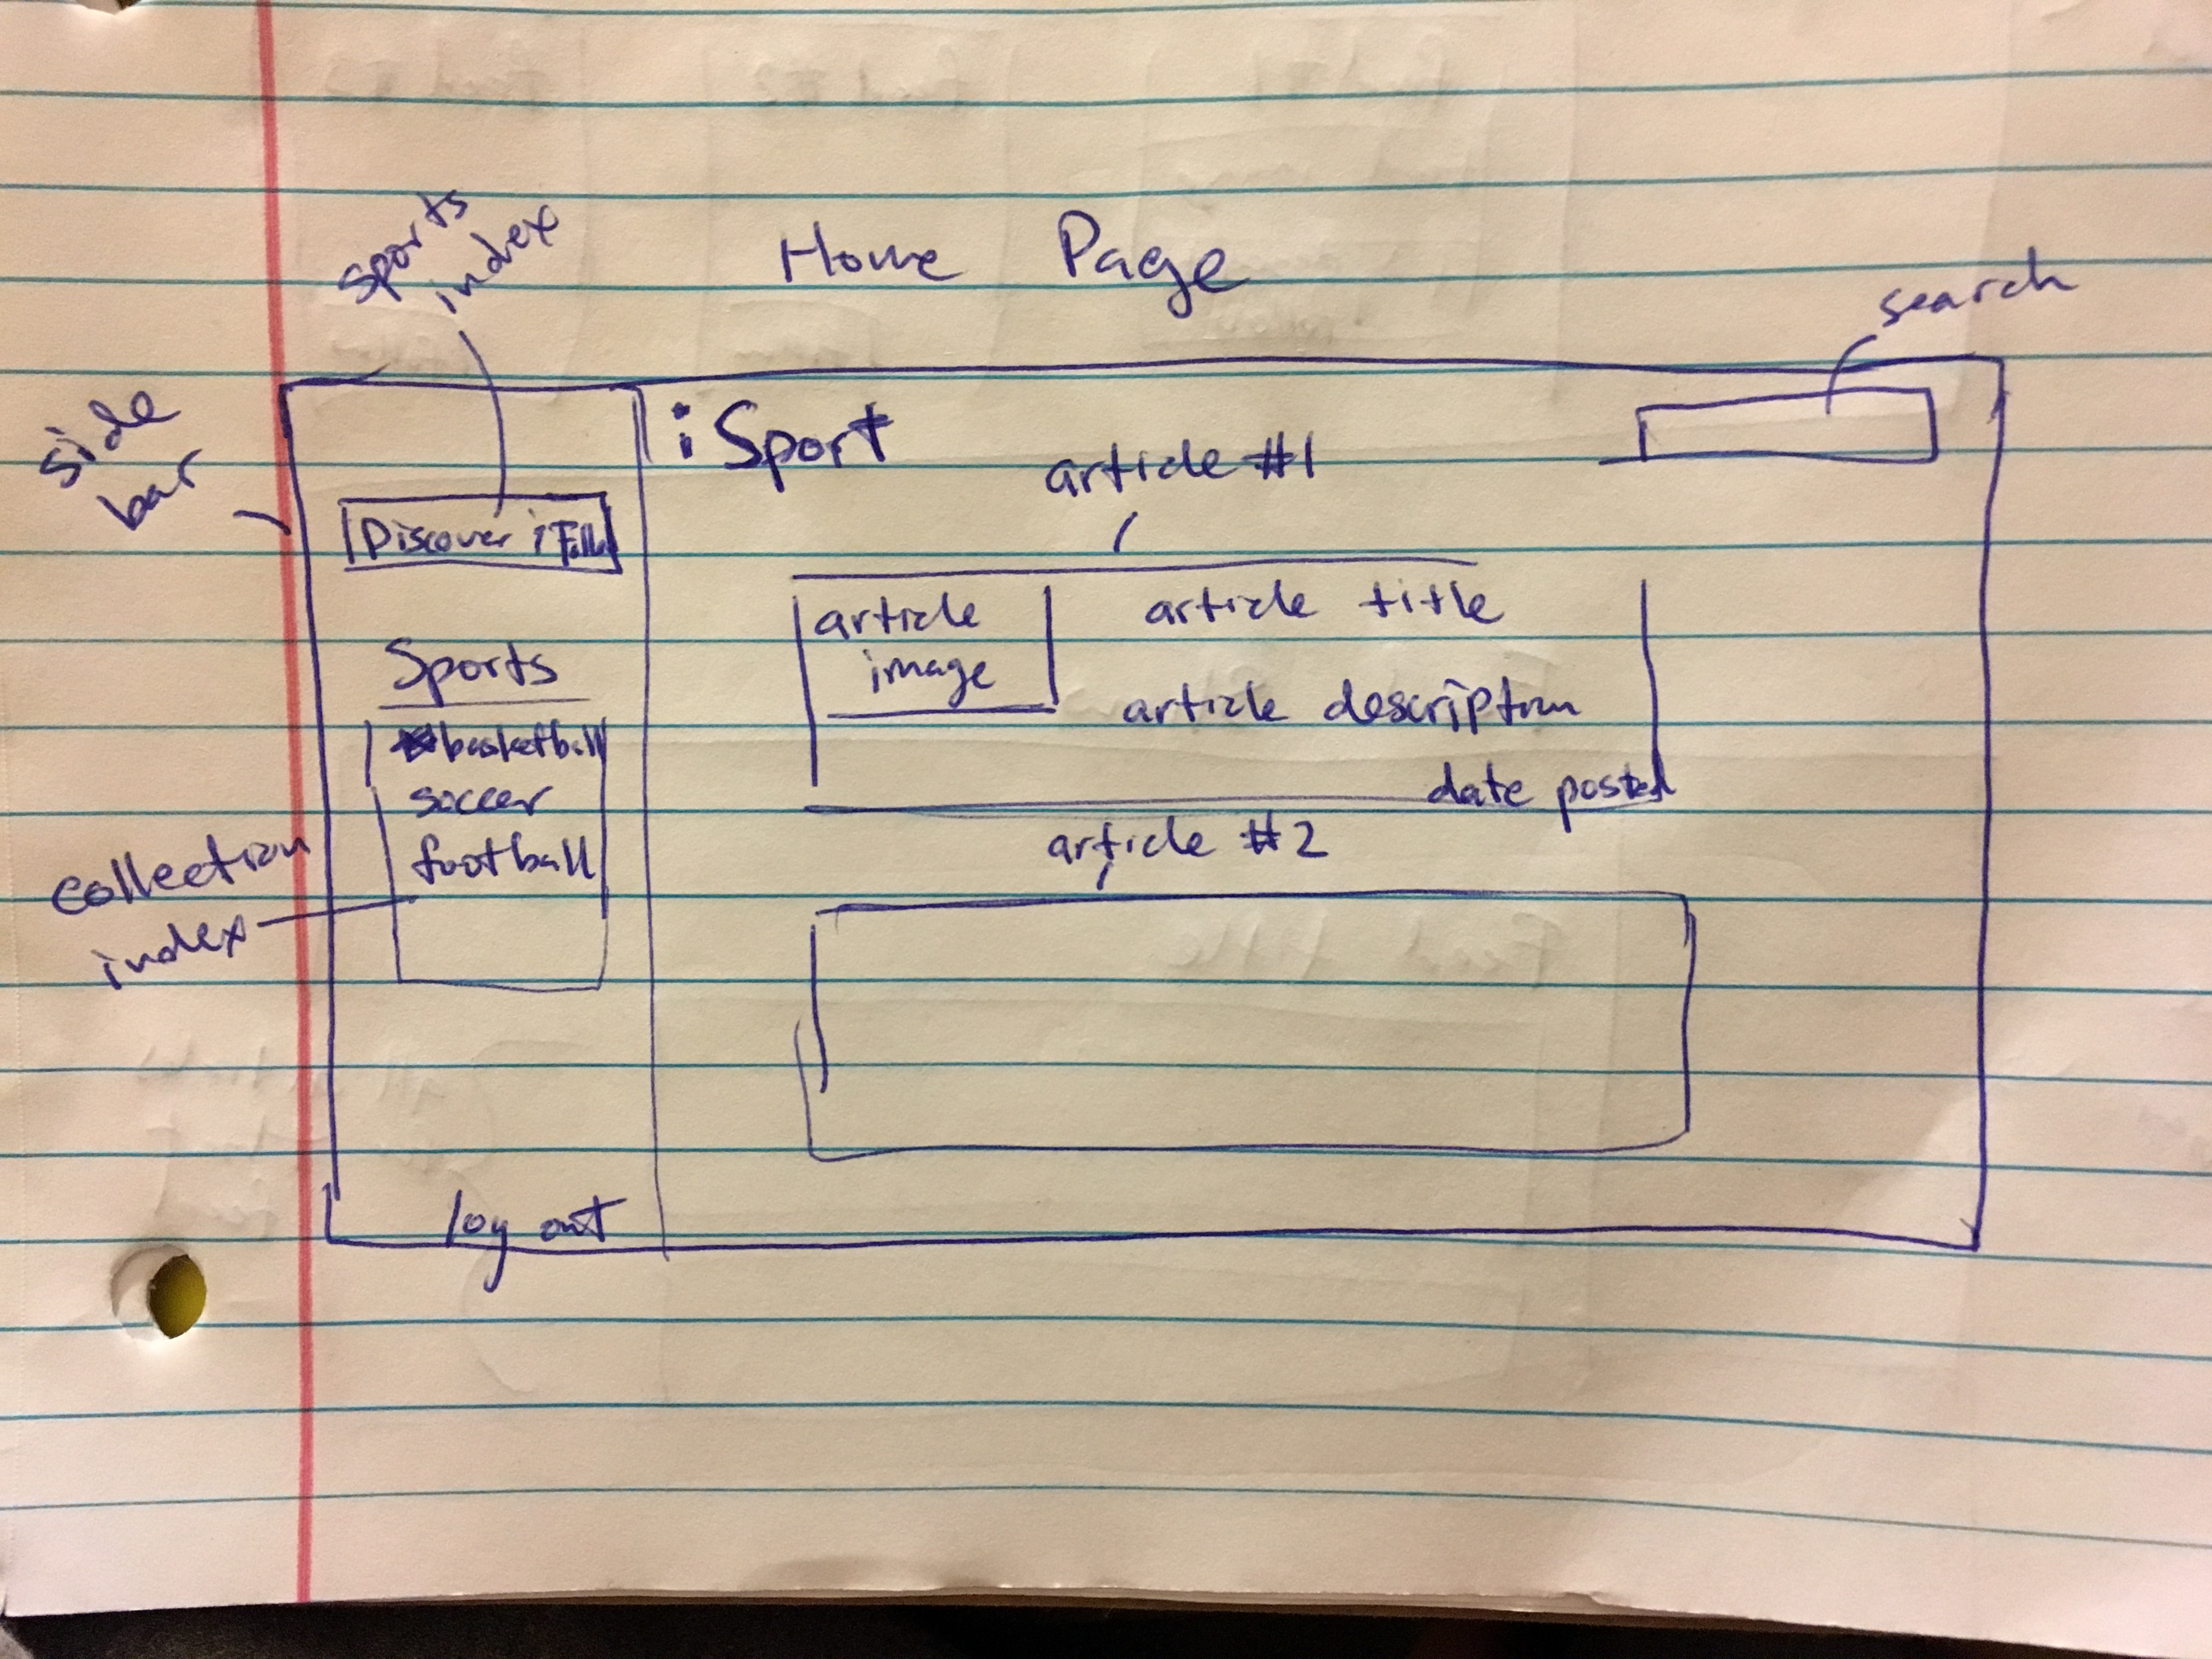 Home Page
sports
index
search
side
bar
iSport
article #1
Discover
article
image
article title
article description
date posted
Sports
basketball
soccer
football
collection
index
article #2
log out